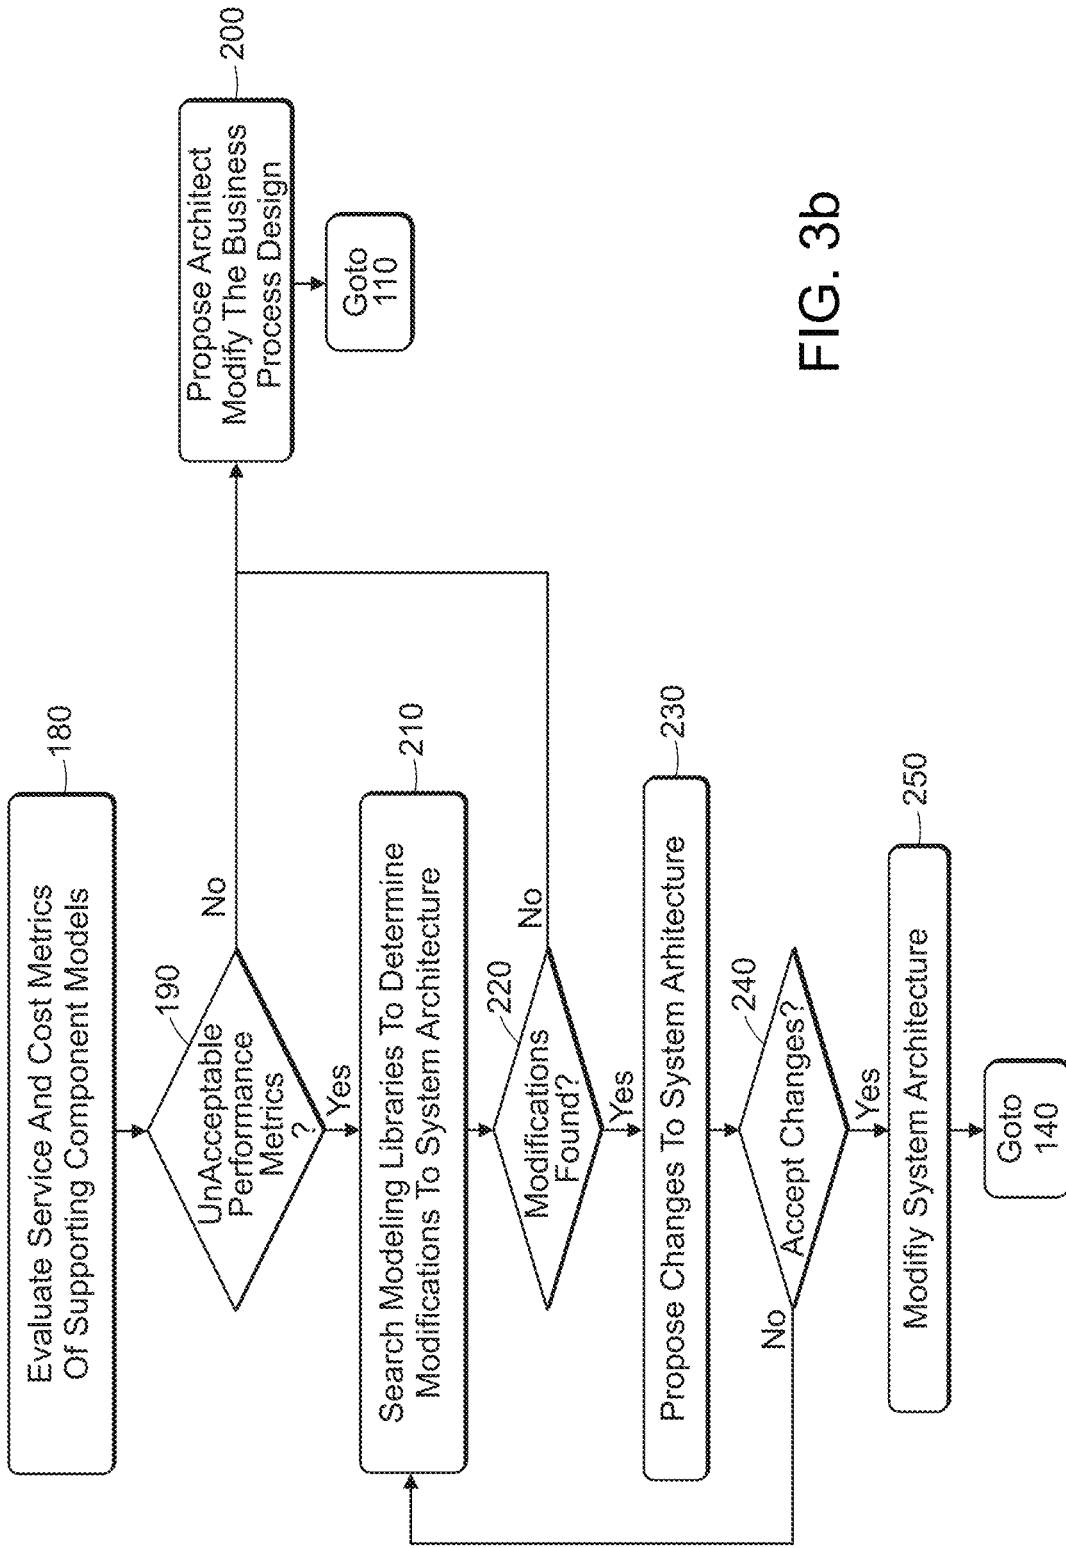 Evaluate Service And Cost Metrics
Of Supporting Component Models
180
190
UnAcceptable
Performance
Metrics
?
No
Yes
Propose Architect
Modify The Business
Process Design
200
Goto
110
Search Modeling Libraries To Determine
Modifications To System Architecture
210
220
Modifications
Found?
No
Yes
Propose Changes To System Arhitecture
230
240
Accept Changes?
No
Yes
Modifiy System Architecture
250
Goto
140
FIG. 3b